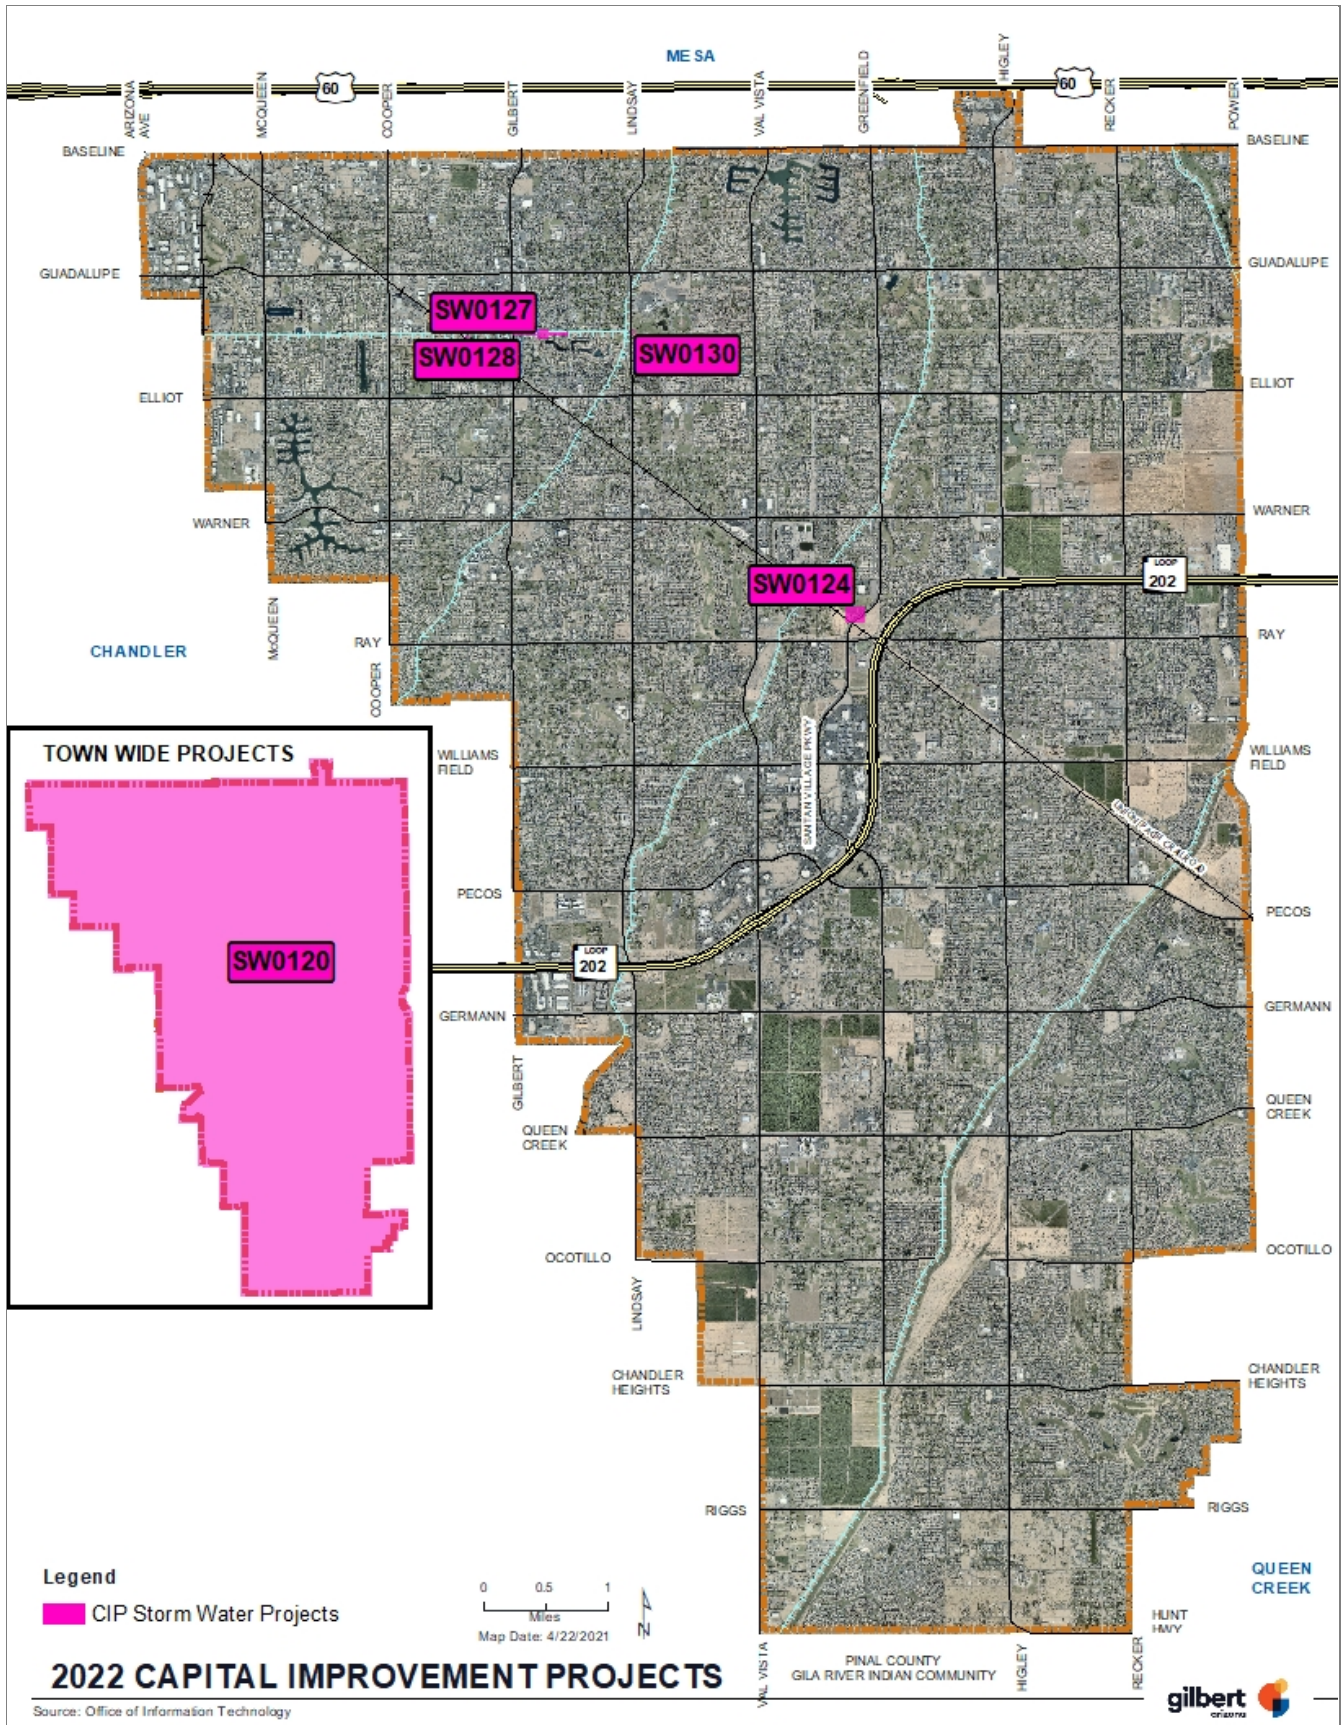 MESA
60
60
ARIZONA
AVE
MCQUEEN
COOPER
GILBERT
LINDSAY
VAL VISTA
GREENFIELD
HIGLEY
RECKER
POWER
BASELINE
BASELINE
GUADALUPE
GUADALUPE
SW0127
SW0128
SW0130
ELLIOT
ELLIOT
WARNER
WARNER
LOOP
202
SW0124
McQUEEN
CHANDLER
RAY
RAY
COOPER
SANTAN VILLAGE PKWY
WILLIAMS
FIELD
WILLIAMS
FIELD
UNION PACIFIC RAILROAD
TOWN WIDE PROJECTS
SW0120
PECOS
PECOS
LOOP
202
GERMANN
GERMANN
GILBERT
QUEEN
CREEK
QUEEN
CREEK
OCOTILLO
OCOTILLO
LINDSAY
CHANDLER
HEIGHTS
CHANDLER
HEIGHTS
RIGGS
RIGGS
QUEEN
CREEK
Legend
CIP Storm Water Projects
0 0.5 1
Miles
Map Date: 4/22/2021
N
HUNT
HWY
VAL VISTA
PINAL COUNTY
GILA RIVER INDIAN COMMUNITY
HIGLEY
RECKER
2022 CAPITAL IMPROVEMENT PROJECTS
Source: Office of Information Technology
gilbert
arizona